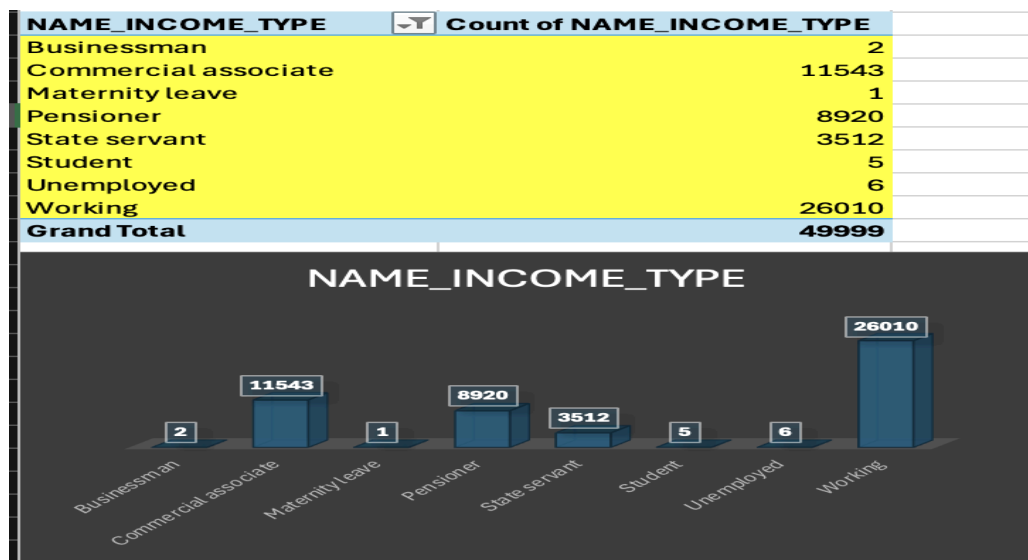 NAME_INCOME_TYPE Count of NAME_INCOME_TYPE
Businessman 2
Commercial associate 11543
Maternity leave 1
Pensioner 8920
State servant 3512
Student 5
Unemployed 6
Working 26010
Grand Total 49999
NAME_INCOME_TYPE
2
11543
1
8920
3512
5
6
26010
Businessman
Commercial associate
Maternity leave
Pensioner
State servant
Student
Unemployed
Working